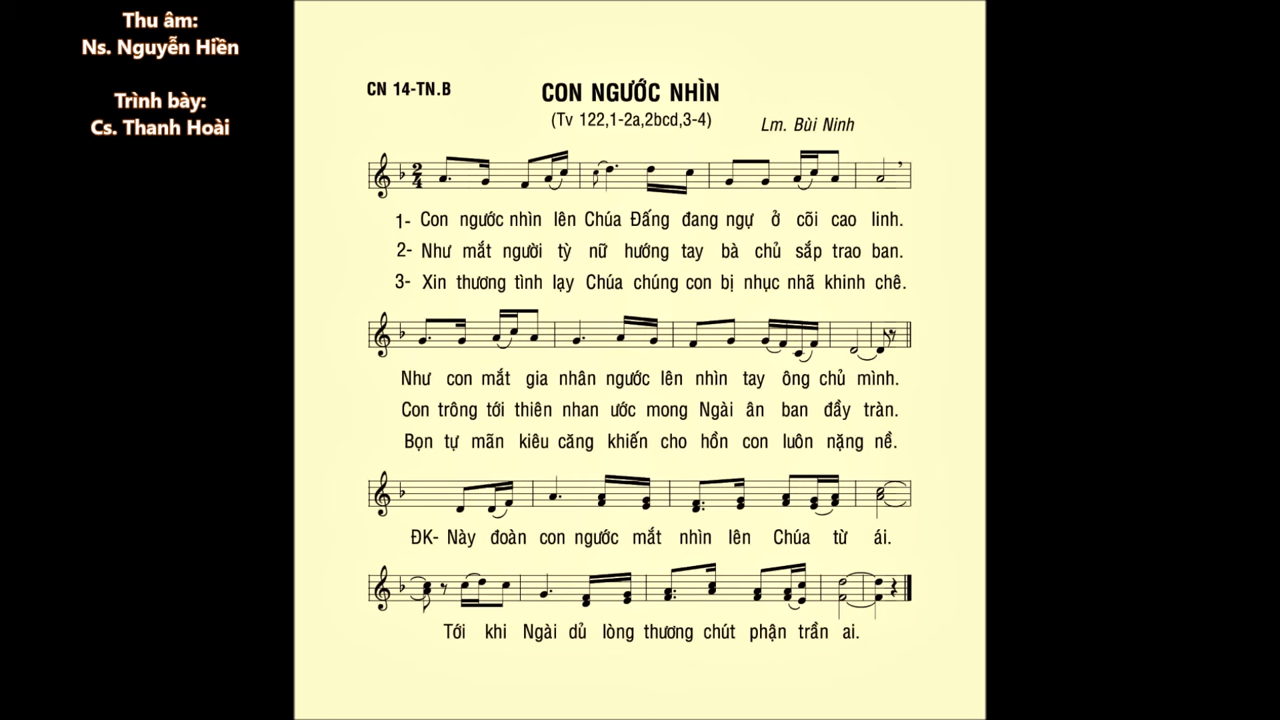 Thu âm:
Ns. Nguyễn Hiền
Trình bày:
Cs. Thanh Hoài
CN 14-TN.B
CON NGƯỚC NHÌN
(Tv 122,1-2a,2bcd,3-4)
Lm. Bùi Ninh
1- Con ngước nhìn lên Chúa Đấng đang ngự ở cõi cao linh.
2- Như mắt người tỳ nữ hướng tay bà chủ sắp trao ban.
3- Xin thương tình lạy Chúa chúng con bị nhục nhã khinh chê.
Như con mắt gia nhân ngước lên nhìn tay ông chủ mình.
Con trông tới thiên nhan ước mong Ngài ân ban đầy tràn.
Bọn tự mãn kiêu căng khiến cho hồn con luôn nặng nề.
ĐK- Này đoàn con ngước mắt nhìn lên Chúa từ ái.
Tới khi Ngài dủ lòng thương chút phận trần ai.